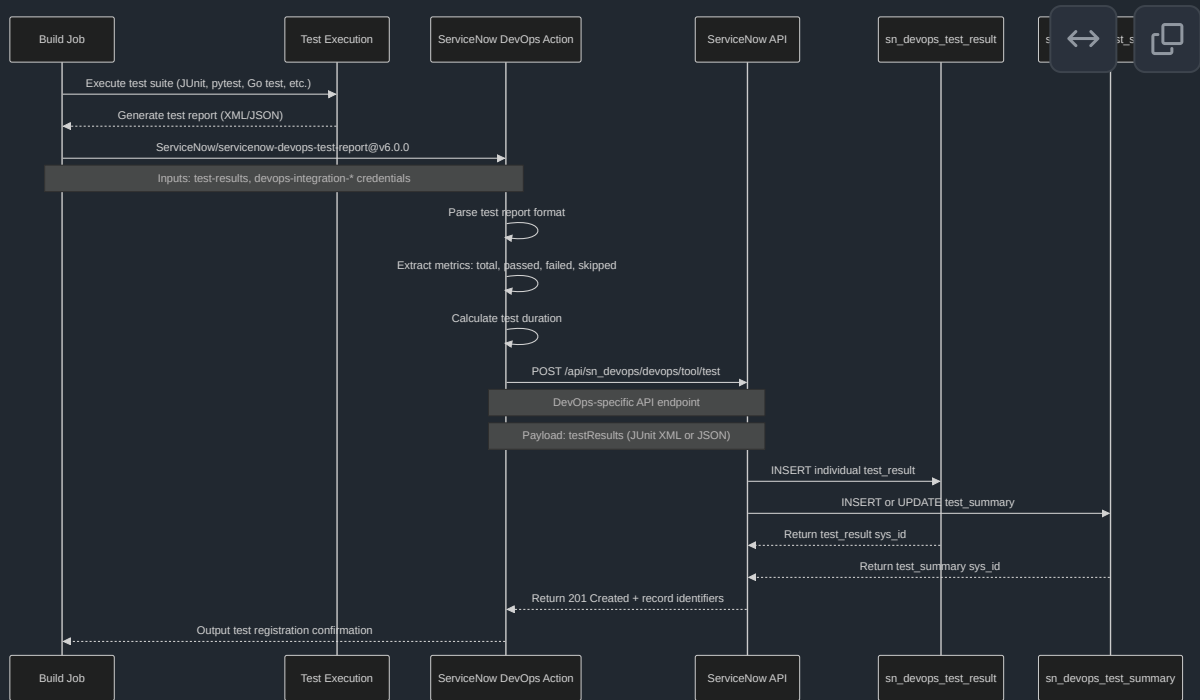 Build Job
Test Execution
ServiceNow DevOps Action
ServiceNow API
sn_devops_test_result
Execute test suite (JUnit, pytest, Go test, etc.)
Generate test report (XML/JSON)
ServiceNow/servicenow-devops-test-report@v6.0.0
Inputs: test-results, devops-integration-* credentials
Parse test report format
Extract metrics: total, passed, failed, skipped
Calculate test duration
POST /api/sn_devops/devops/tool/test
DevOps-specific API endpoint
Payload: testResults (JUnit XML or JSON)
INSERT individual test_result
INSERT or UPDATE test_summary
Return test_result sys_id
Return test_summary sys_id
Return 201 Created + record identifiers
Output test registration confirmation
Build Job
Test Execution
ServiceNow DevOps Action
ServiceNow API
sn_devops_test_result
sn_devops_test_summary